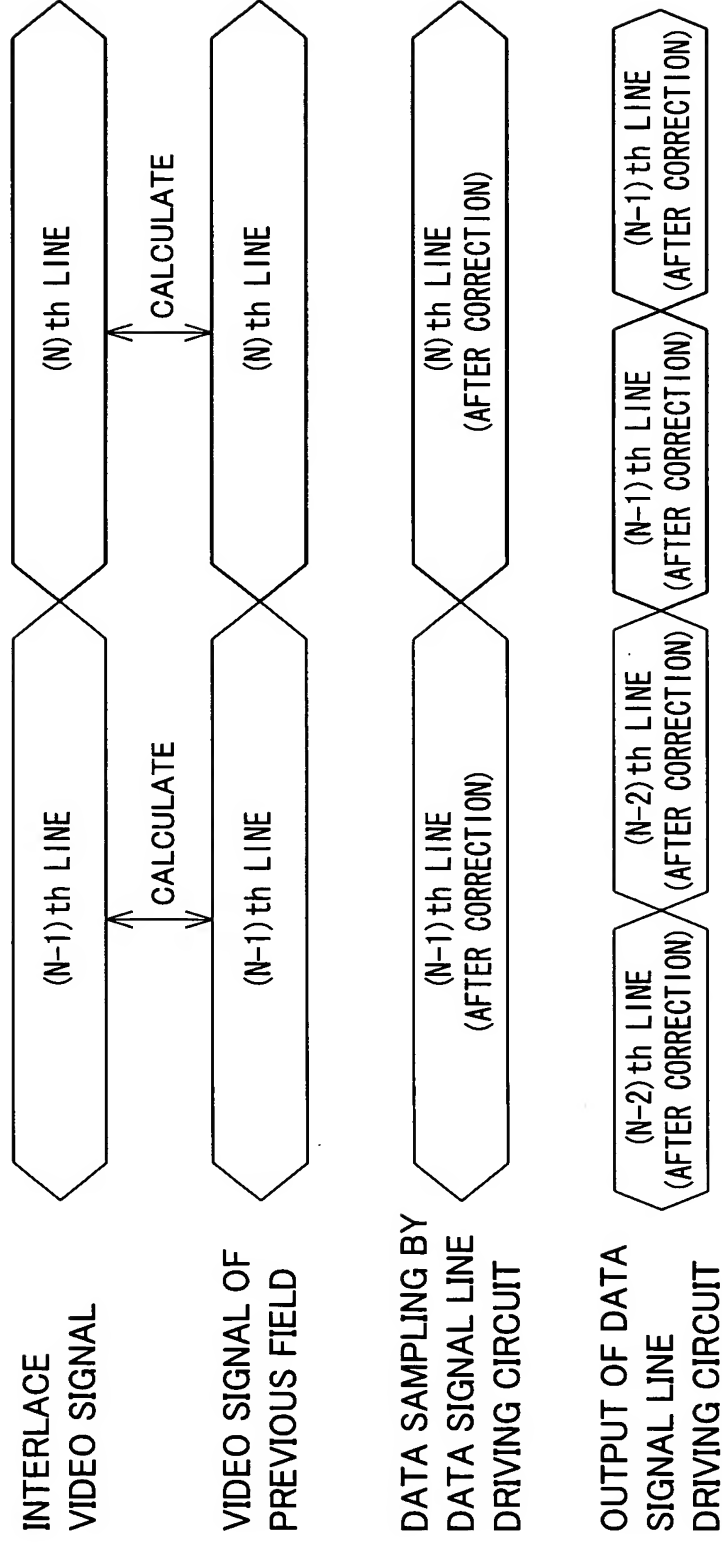 INTERLACE
VIDEO SIGNAL
(N-1)th LINE
(N)th LINE
CALCULATE
CALCULATE
VIDEO SIGNAL OF
PREVIOUS FIELD
(N-1)th LINE
(N)th LINE
DATA SAMPLING BY
DATA SIGNAL LINE
DRIVING CIRCUIT
(N-1)th LINE
(AFTER CORRECTION)
(N)th LINE
(AFTER CORRECTION)
OUTPUT OF DATA
SIGNAL LINE
DRIVING CIRCUIT
(N-2)th LINE
(AFTER CORRECTION)
(N-2)th LINE
(AFTER CORRECTION)
(N-1)th LINE
(AFTER CORRECTION)
(N-1)th LINE
(AFTER CORRECTION)